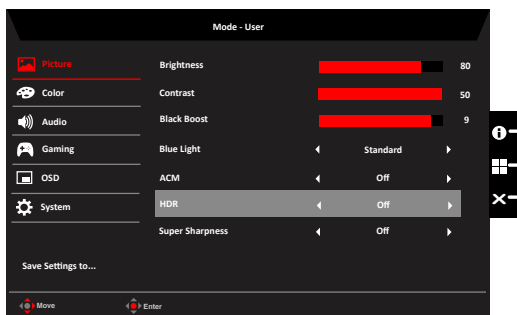 Mode - User
Picture
Brightness 80
Color
Contrast 50
Audio
Black Boost 9
Gaming
Blue Light Standard
OSD
ACM Off
System
HDR Off
Super Sharpness Off
Save Settings to...
Move Enter